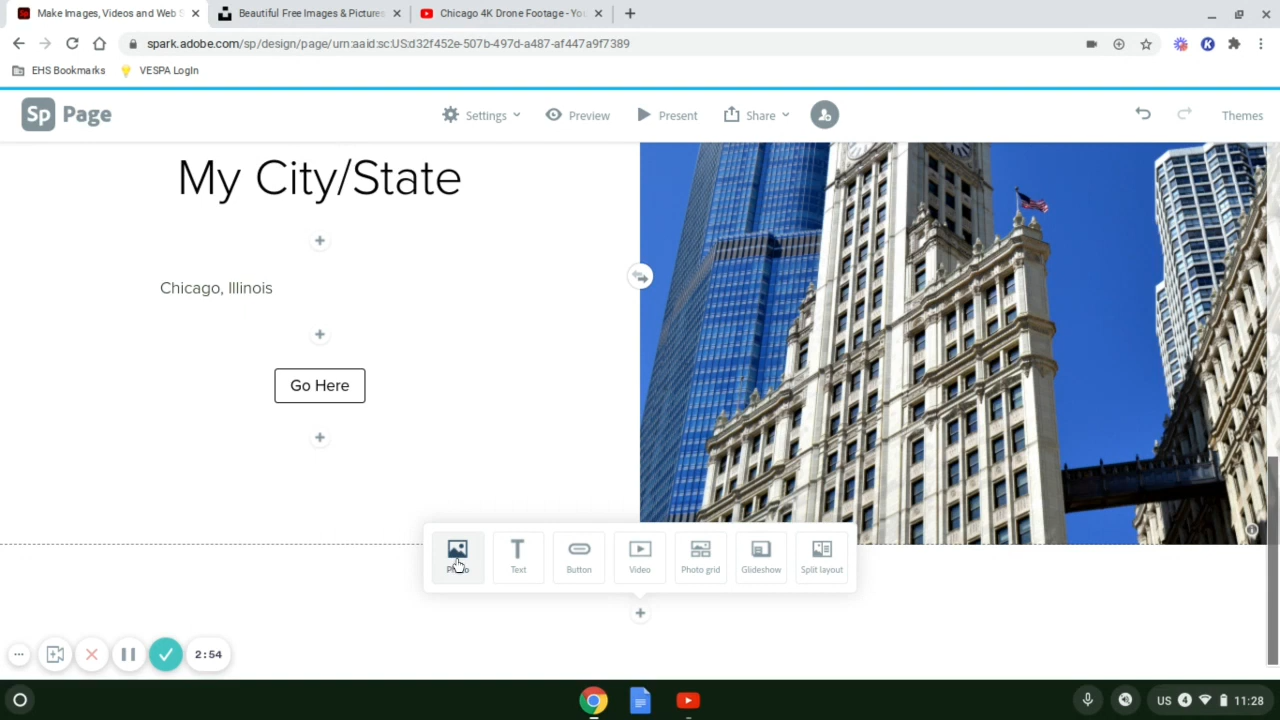 Make Images, Videos and Web S
Beautiful Free Images & Pictures
Chicago 4K Drone Footage - You
spark.adobe.com/sp/design/page/urn:aaid:sc:US:d32f452e-507b-497d-a487-af447a9f7389
EHS Bookmarks
VESPA LogIn
Sp Page
Settings
Preview
Present
Share
Themes
My City/State
Chicago, Illinois
Go Here
Photo
Text
Button
Video
Photo grid
Glideshow
Split layout
2:54
US
4
11:28